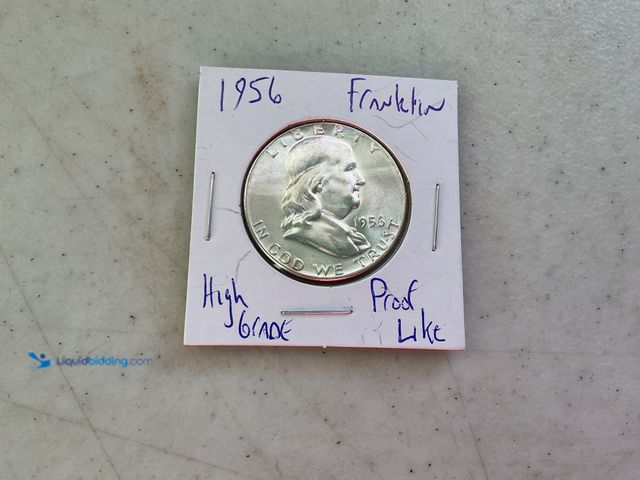 1956 Franklin
LIBERTY
1956
IN GOD WE TRUST
High Proof
GRADE Like
Liquidbidding.com